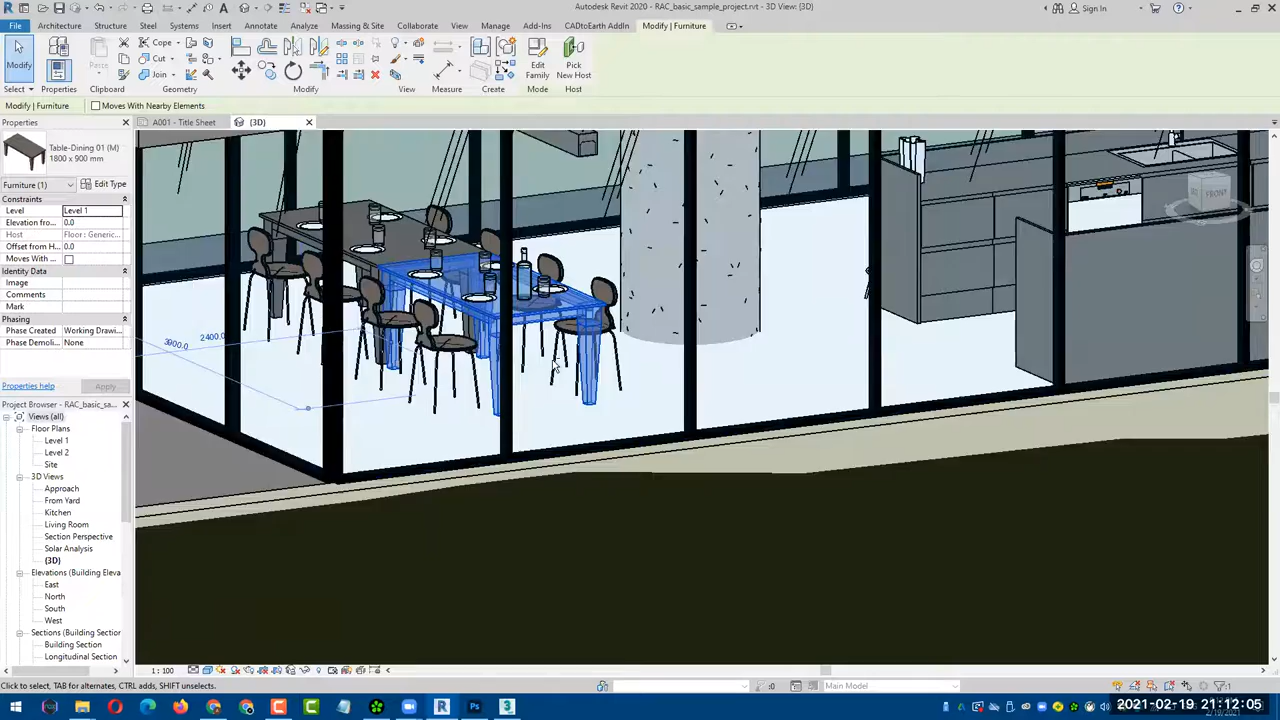 Autodesk Revit 2020 - RAC_basic_sample_project.rvt - 3D View: {3D}
Sign In
File Architecture Structure Steel Systems Insert Annotate Analyze Massing & Site Collaborate View Manage Add-Ins CADtoEarth AddIn Modify | Furniture
Cope
Cut
Join
Modify
Paste
Edit Family
Pick New Host
Select Properties Clipboard Geometry Modify View Measure Create Mode Host
Modify | Furniture Moves With Nearby Elements
Properties
A001 - Title Sheet
{3D}
Table-Dining 01 (M)
1800 x 900 mm
Furniture (1)
Edit Type
Constraints
Level Level 1
Elevation fro... 0.0
Host Floor : Generic...
Offset from H... 0.0
Moves With ...
Identity Data
Image
Comments
Mark
Phasing
Phase Created Working Drawi...
Phase Demoli... None
Properties help
Apply
3900.0
2400.0
FRONT
Project Browser - RAC_basic_sa...
Views (all)
Floor Plans
Level 1
Level 2
Site
3D Views
Approach
From Yard
Kitchen
Living Room
Section Perspective
Solar Analysis
{3D}
Elevations (Building Eleva
East
North
South
West
Sections (Building Section
Building Section
Longitudinal Section
1 : 100
Click to select, TAB for alternates, CTRL adds, SHIFT unselects.
:0
Main Model
:1
2021-02-19 21:12:05